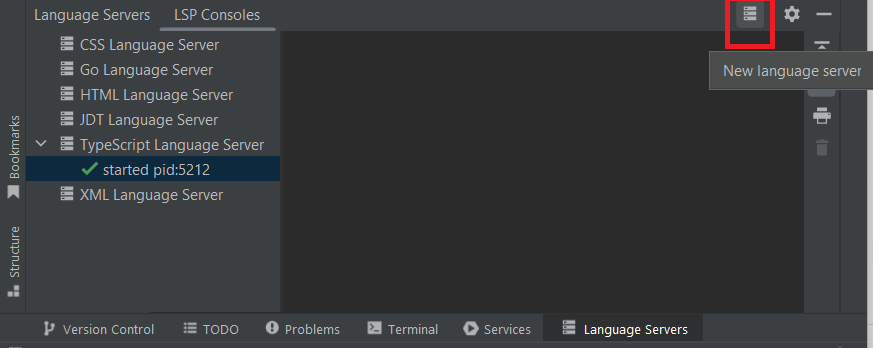 Language Servers LSP Consoles
CSS Language Server
Go Language Server
New language server
HTML Language Server
JDT Language Server
TypeScript Language Server
started pid:5212
XML Language Server
Bookmarks
Structure
Version Control TODO Problems Terminal Services Language Servers